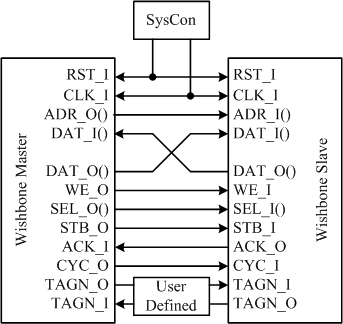 SysCon
Wishbone Master
RST_I
CLK_I
ADR_O()
DAT_I()
DAT_O()
WE_O
SEL_O()
STB_O
ACK_I
CYC_O
TAGN_O
TAGN_I
User
Defined
RST_I
CLK_I
ADR_I()
DAT_I()
DAT_O()
WE_I
SEL_I()
STB_I
ACK_O
CYC_I
TAGN_I
TAGN_O
Wishbone Slave